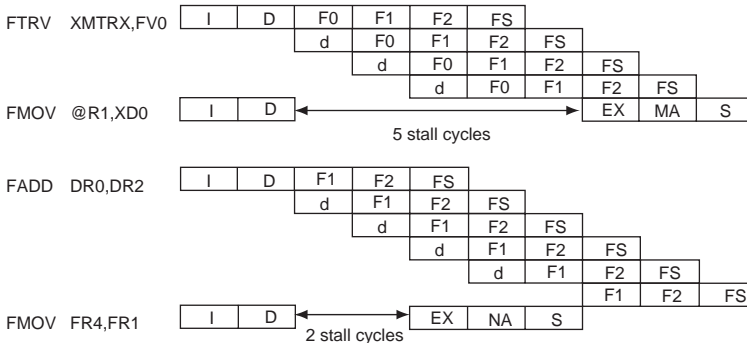 FTRV XMTRX,FV0 I D F0 F1 F2 FS
d F0 F1 F2 FS
d F0 F1 F2 FS
d F0 F1 F2 FS
FMOV @R1,XD0 I D EX MA S
5 stall cycles
FADD DR0,DR2 I D F1 F2 FS
d F1 F2 FS
d F1 F2 FS
d F1 F2 FS
d F1 F2 FS
F1 F2 FS
FMOV FR4,FR1 I D EX NA S
2 stall cycles